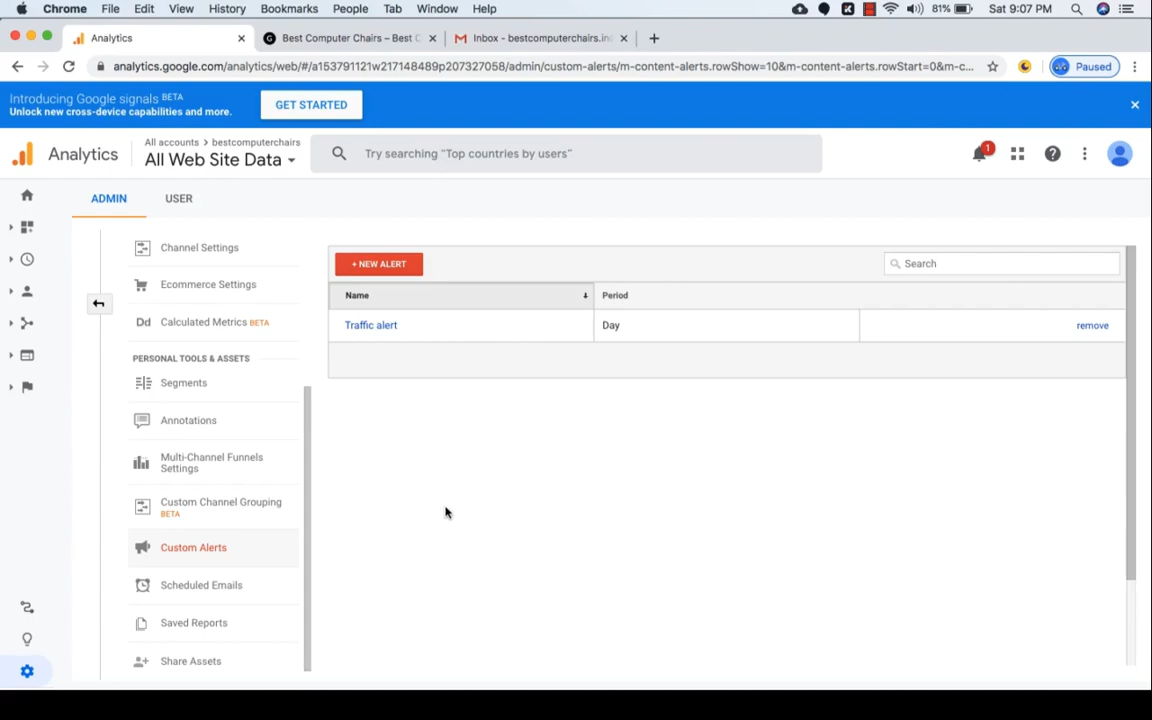 Chrome File Edit View History Bookmarks People Tab Window Help 81% Sat 9:07 PM
Analytics Best Computer Chairs – Best C Inbox - bestcomputerchairs.in
analytics.google.com/analytics/web/#/a153791121w217148489p207327058/admin/custom-alerts/m-content-alerts.rowShow=10&m-content-alerts.rowStart=0&m-c... Paused
Introducing Google signals BETA
Unlock new cross-device capabilities and more.
GET STARTED
All accounts > bestcomputerchairs
Analytics
All Web Site Data
Try searching "Top countries by users"
1
ADMIN USER
Channel Settings
Ecommerce Settings
Dd Calculated Metrics BETA
PERSONAL TOOLS & ASSETS
Segments
Annotations
Multi-Channel Funnels
Settings
Custom Channel Grouping
BETA
Custom Alerts
Scheduled Emails
Saved Reports
Share Assets
+ NEW ALERT Search
Name Period
Traffic alert Day remove